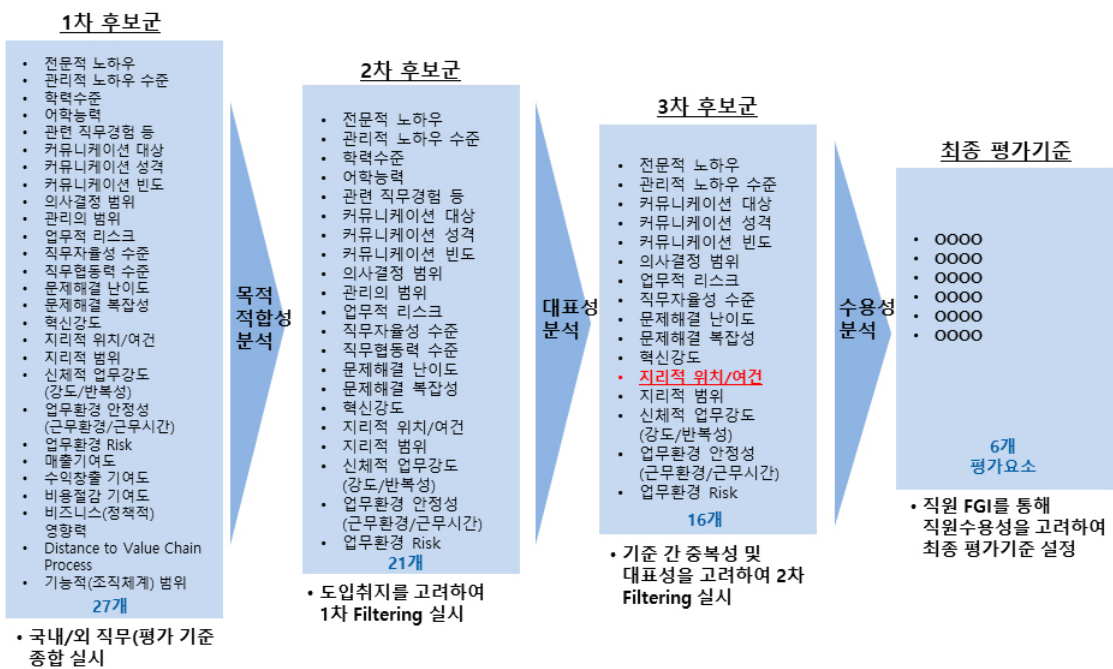 1차 후보군
• 전문적 노하우
• 관리적 노하우 수준
• 학력수준
• 어학능력
• 관련 직무경험 등
• 커뮤니케이션 대상
• 커뮤니케이션 성격
• 커뮤니케이션 빈도
• 의사결정 범위
• 관리의 범위
• 업무적 리스크
• 직무자율성 수준
• 직무협동력 수준
• 문제해결 난이도
• 문제해결 복잡성
• 혁신강도
• 지리적 위치/여건
• 지리적 범위
• 신체적 업무강도
(강도/반복성)
• 업무환경 안정성
(근무환경/근무시간)
• 업무환경 Risk
• 매출기여도
• 수익창출 기여도
• 비용절감 기여도
• 비즈니스(정책적)
영향력
• Distance to Value Chain
Process
• 기능적(조직체계) 범위
27개
• 국내/외 직무(평가 기준
종합 실시
목적
적합성
분석
2차 후보군
• 전문적 노하우
• 관리적 노하우 수준
• 학력수준
• 어학능력
• 관련 직무경험 등
• 커뮤니케이션 대상
• 커뮤니케이션 성격
• 커뮤니케이션 빈도
• 의사결정 범위
• 관리의 범위
• 업무적 리스크
• 직무자율성 수준
• 직무협동력 수준
• 문제해결 난이도
• 문제해결 복잡성
• 혁신강도
• 지리적 위치/여건
• 지리적 범위
• 신체적 업무강도
(강도/반복성)
• 업무환경 안정성
(근무환경/근무시간)
• 업무환경 Risk
21개
• 도입취지를 고려하여
1차 Filtering 실시
대표성
분석
3차 후보군
• 전문적 노하우
• 관리적 노하우 수준
• 커뮤니케이션 대상
• 커뮤니케이션 성격
• 커뮤니케이션 빈도
• 의사결정 범위
• 업무적 리스크
• 직무자율성 수준
• 문제해결 난이도
• 문제해결 복잡성
• 혁신강도
• 지리적 위치/여건
• 지리적 범위
• 신체적 업무강도
(강도/반복성)
• 업무환경 안정성
(근무환경/근무시간)
• 업무환경 Risk
16개
• 기준 간 중복성 및
대표성을 고려하여 2차
Filtering 실시
수용성
분석
최종 평가기준
• OOOO
• OOOO
• OOOO
• OOOO
• OOOO
• OOOO
6개
평가요소
• 직원 FGI를 통해
직원수용성을 고려하여
최종 평가기준 설정